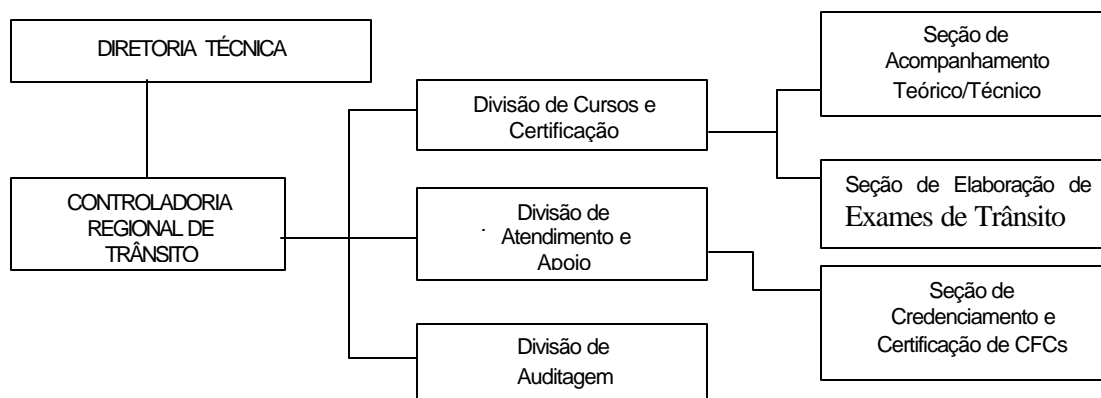 DIRETORIA TÉCNICA
CONTROLADORIA
REGIONAL DE
TRÂNSITO
Divisão de Cursos e
Certificação
Divisão de
Atendimento e
Apoio
Divisão de
Auditagem
Seção de
Acompanhamento
Teórico/Técnico
Seção de Elaboração de
Exames de Trânsito
Seção de
Credenciamento e
Certificação de CFCs